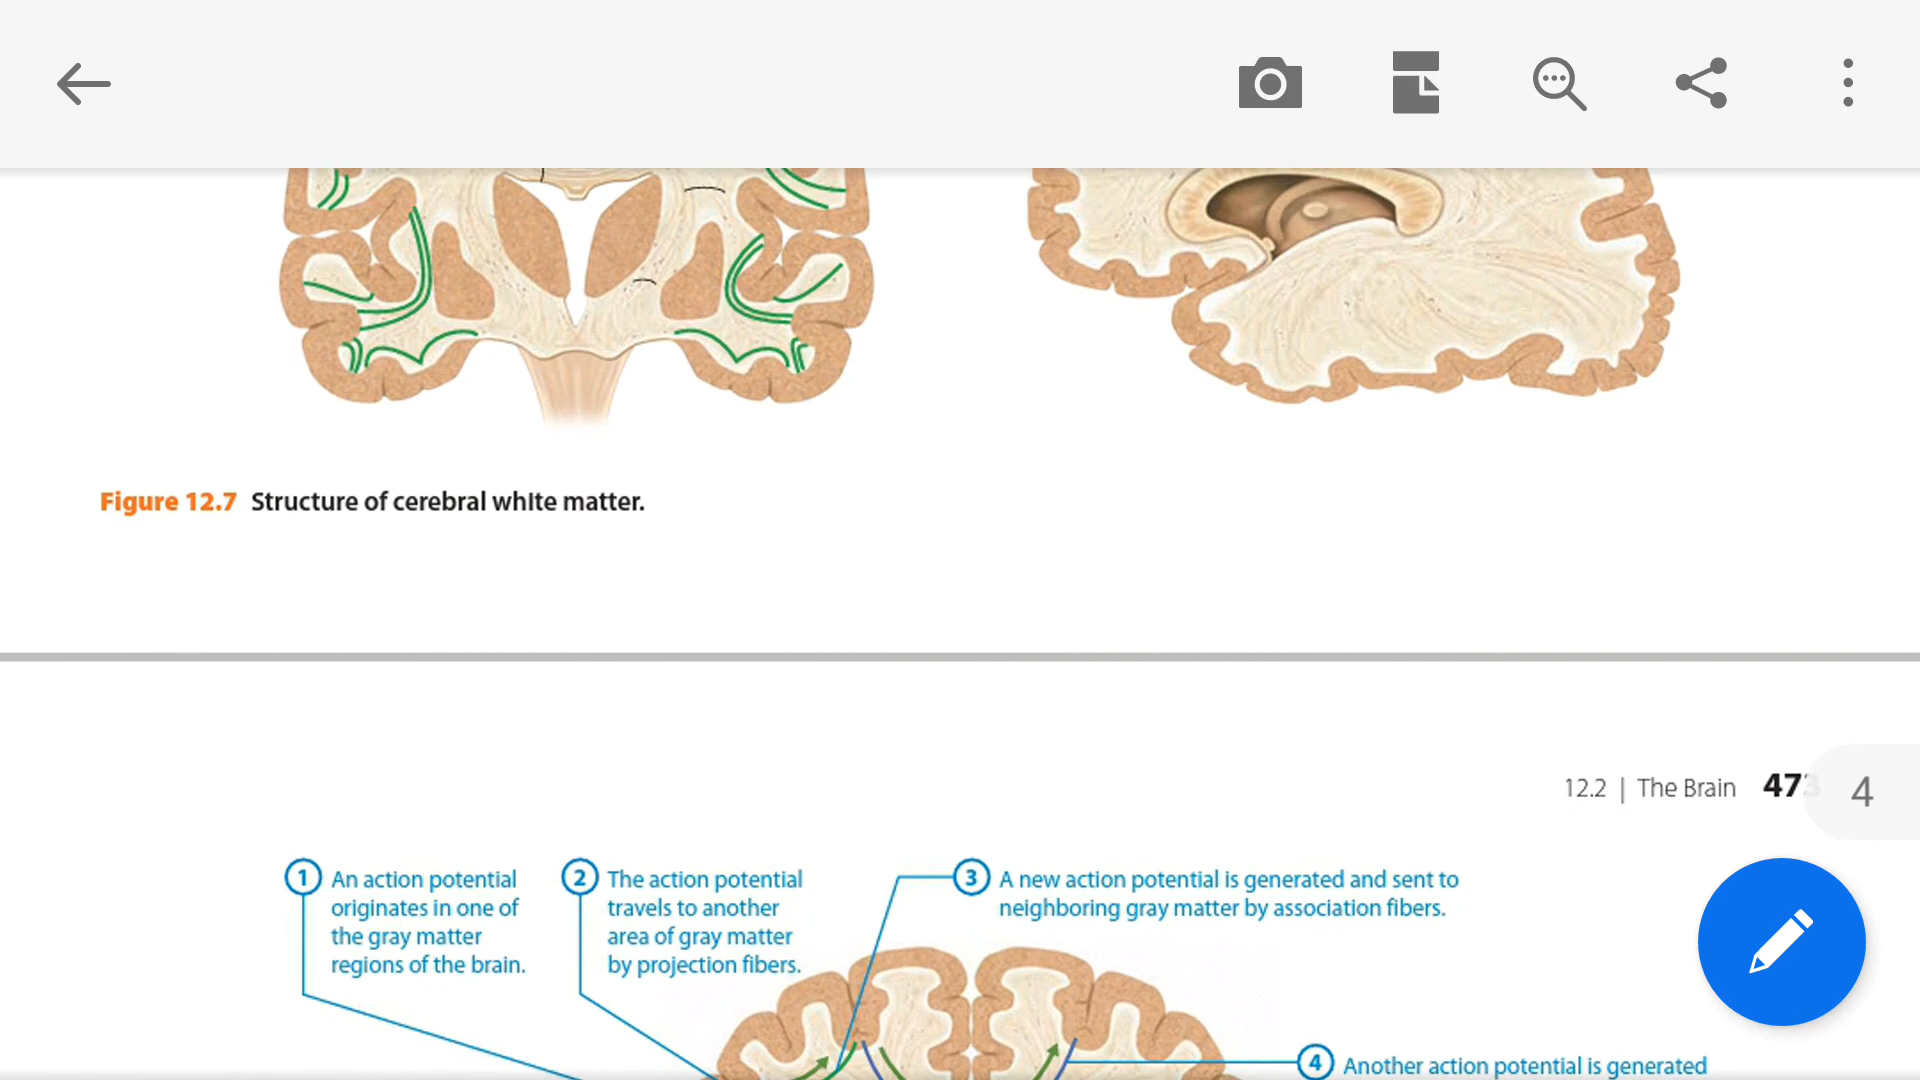 Figure 12.7 Structure of cerebral white matter.
12.2 | The Brain 473
4
1 An action potential
originates in one of
the gray matter
regions of the brain.
2 The action potential
travels to another
area of gray matter
by projection fibers.
3 A new action potential is generated and sent to
neighboring gray matter by association fibers.
4 Another action potential is generated